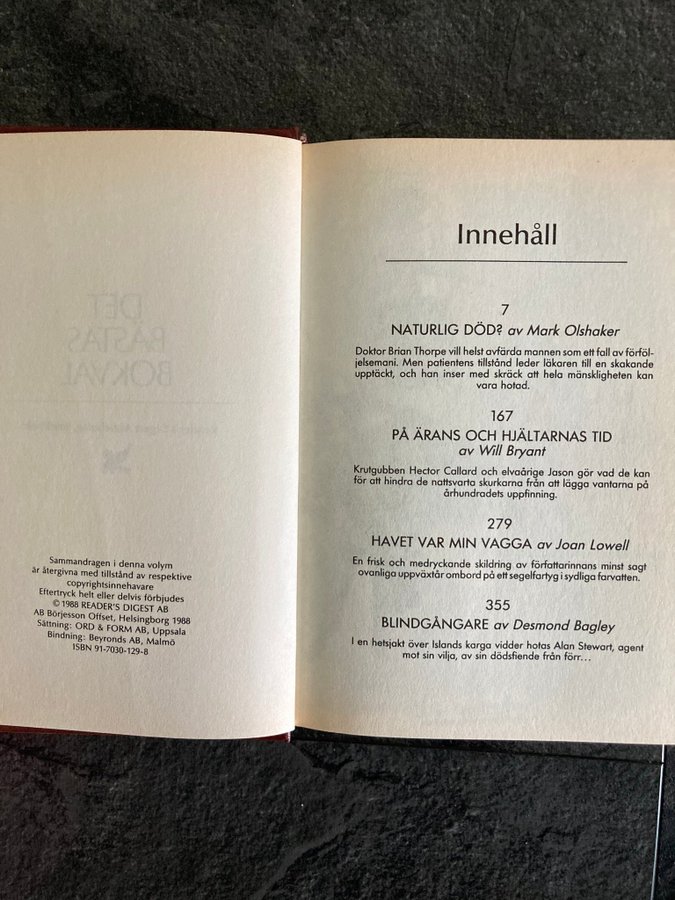 DET
BÄSTAS
BOKVAL
Sammandragen i denna volym
är återgivna med tillstånd av respektive
copyrightsinnehavare
Eftertryck helt eller delvis förbjudes
© 1988 READER'S DIGEST AB
AB Börjesson Offset, Helsingborg 1988
Sättning: ORD & FORM AB, Uppsala
Bindning: Beyronds AB, Malmö
ISBN 91-7030-129-8
Innehåll
7
NATURLIG DÖD? av Mark Olshaker
Doktor Brian Thorpe vill helst avfärda mannen som ett fall av förföl-
jelsemani. Men patientens tillstånd leder läkaren till en skakande
upptäckt, och han inser med skräck att hela mänskligheten kan
vara hotad.
167
PÅ ÄRANS OCH HJÄLTARNAS TID
av Will Bryant
Krutgubben Hector Callard och elvaårige Jason gör vad de kan
för att hindra de nattsvarta skurkarna från att lägga vantarna på
århundradets uppfinning.
279
HAVET VAR MIN VAGGA av Joan Lowell
En frisk och medryckande skildring av författarinnans minst sagt
ovanliga uppväxtår ombord på ett segelfartyg i sydliga farvatten.
355
BLINDGÅNGARE av Desmond Bagley
I en hetsjakt över Islands karga vidder hotas Alan Stewart, agent
mot sin vilja, av sin dödsfiende från förr...